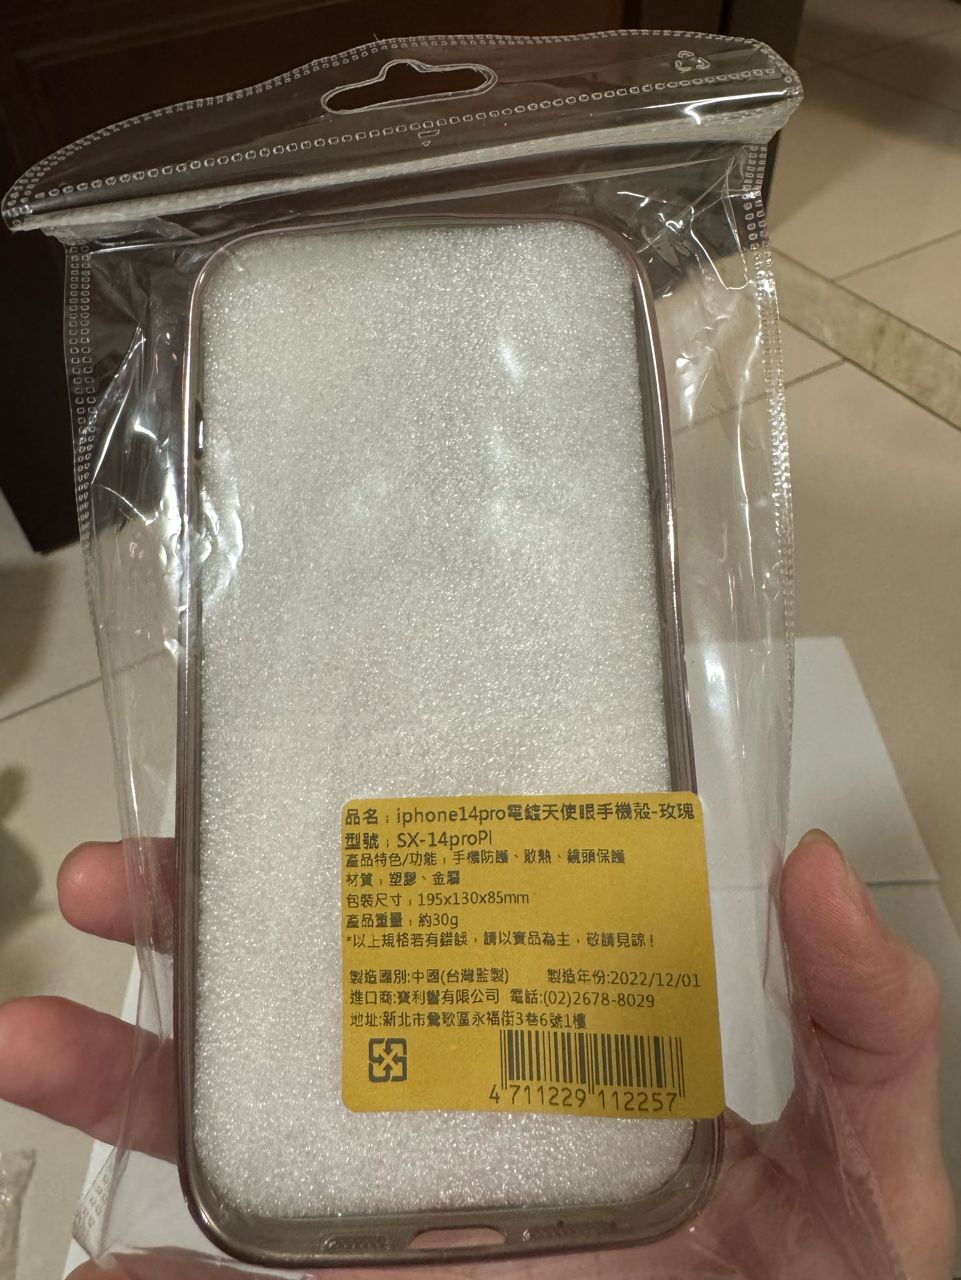 品名：iphone14pro電鍍天使眼手機殼-玫瑰
型號：SX-14proPI
產品特色/功能：手機防護、散熱、鏡頭保護
材質：塑膠、金屬
包裝尺寸：195x130x85mm
產品重量：約30g
*以上規格若有錯誤，請以實品為主，敬請見諒！
製造國別:中國(台灣監製) 製造年份:2022/12/01
進口商:寶利響有限公司 電話:(02)2678-8029
地址:新北市鶯歌區永福街3巷6號1樓
4 711229 112257